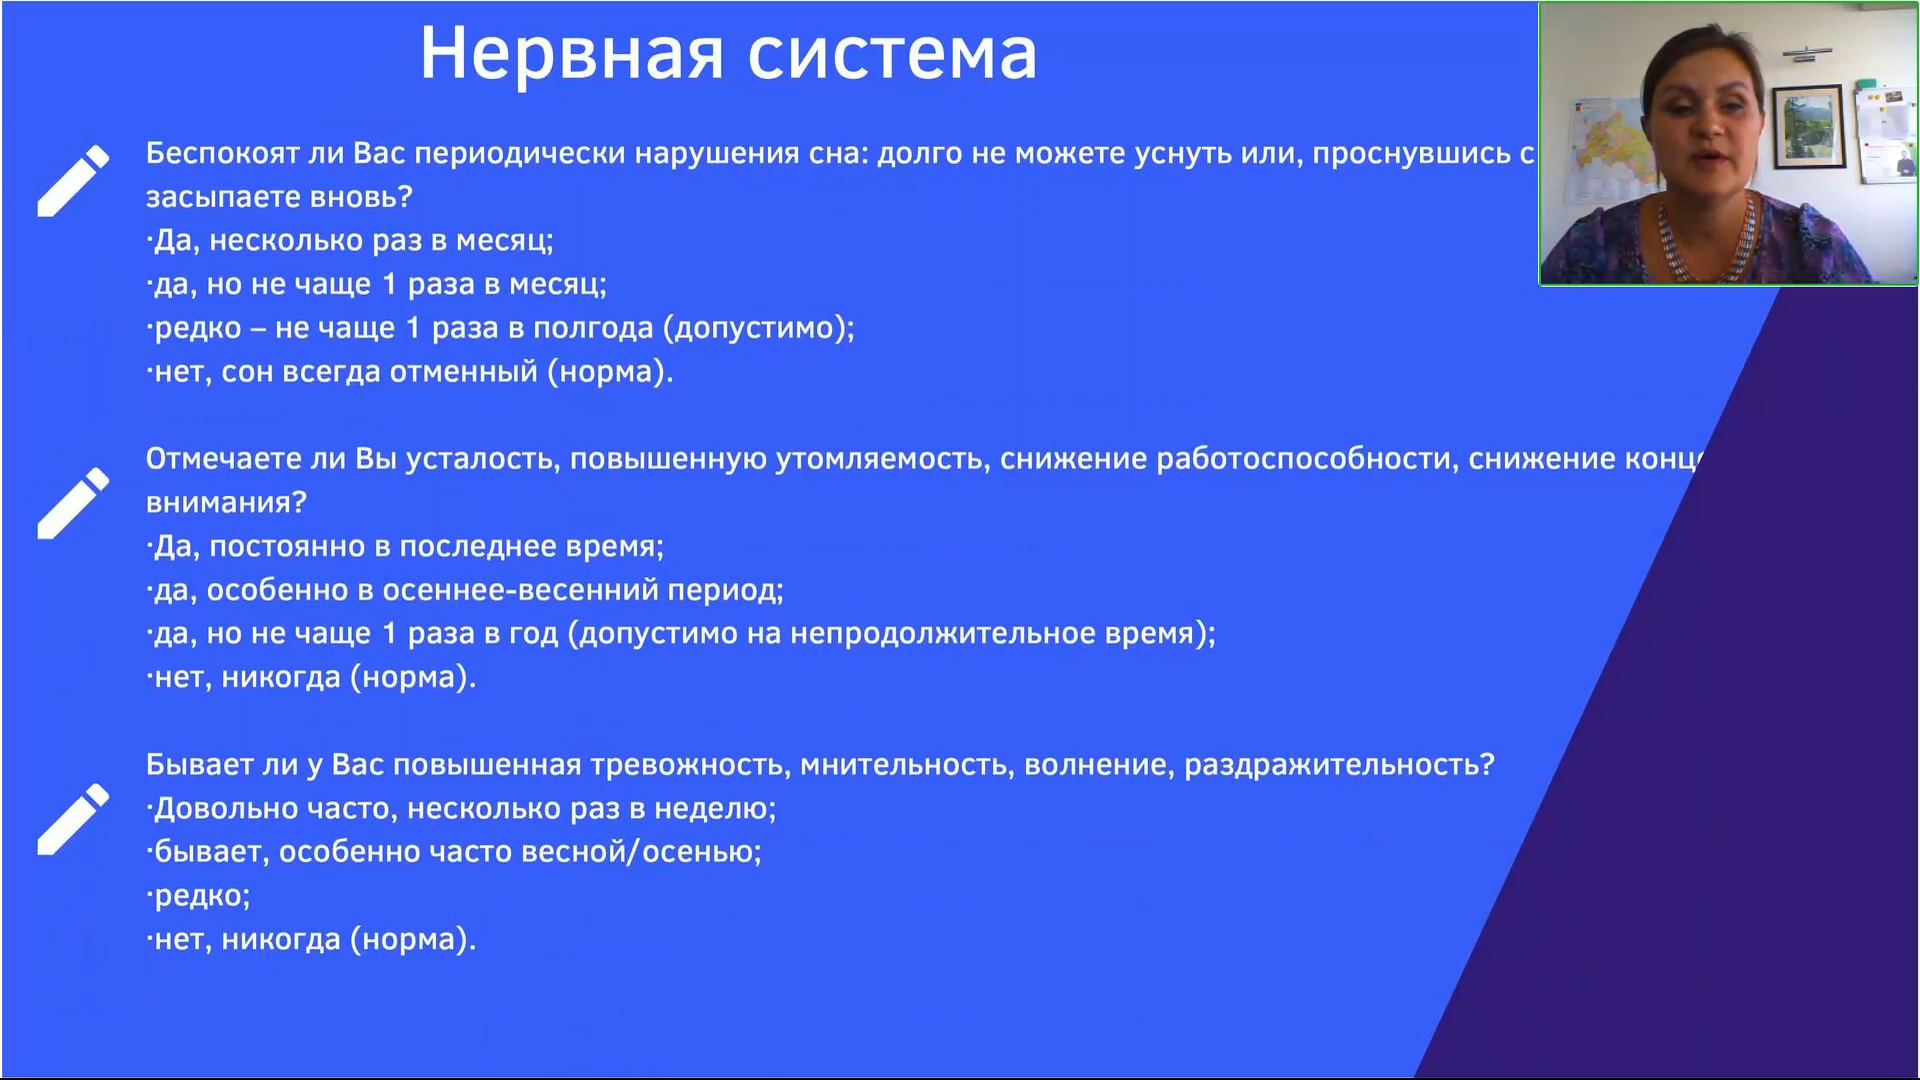 Нервная система
Беспокоят ли Вас периодически нарушения сна: долго не можете уснуть или, проснувшись с
засыпаете вновь?
·Да, несколько раз в месяц;
·да, но не чаще 1 раза в месяц;
·редко – не чаще 1 раза в полгода (допустимо);
·нет, сон всегда отменный (норма).
Отмечаете ли Вы усталость, повышенную утомляемость, снижение работоспособности, снижение
внимания?
·Да, постоянно в последнее время;
·да, особенно в осеннее-весенний период;
·да, но не чаще 1 раза в год (допустимо на непродолжительное время);
·нет, никогда (норма).
Бывает ли у Вас повышенная тревожность, мнительность, волнение, раздражительность?
·Довольно часто, несколько раз в неделю;
·бывает, особенно часто весной/осенью;
·редко;
·нет, никогда (норма).